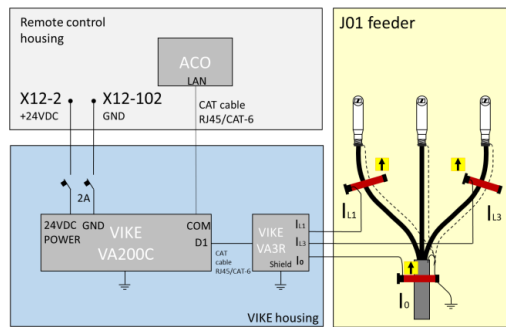 Remote control
housing
ACO
LAN
X12-2
X12-102
+24VDC
GND
CAT cable
RJ45/CAT-6
2A
24VDC GND
POWER
VIKE
VA200C
COM
D1
CAT
cable
RJ45/CAT-6
VIKE
VA3R
IL1
IL3
I0
Shield
VIKE housing
J01 feeder
IL1
IL3
I0